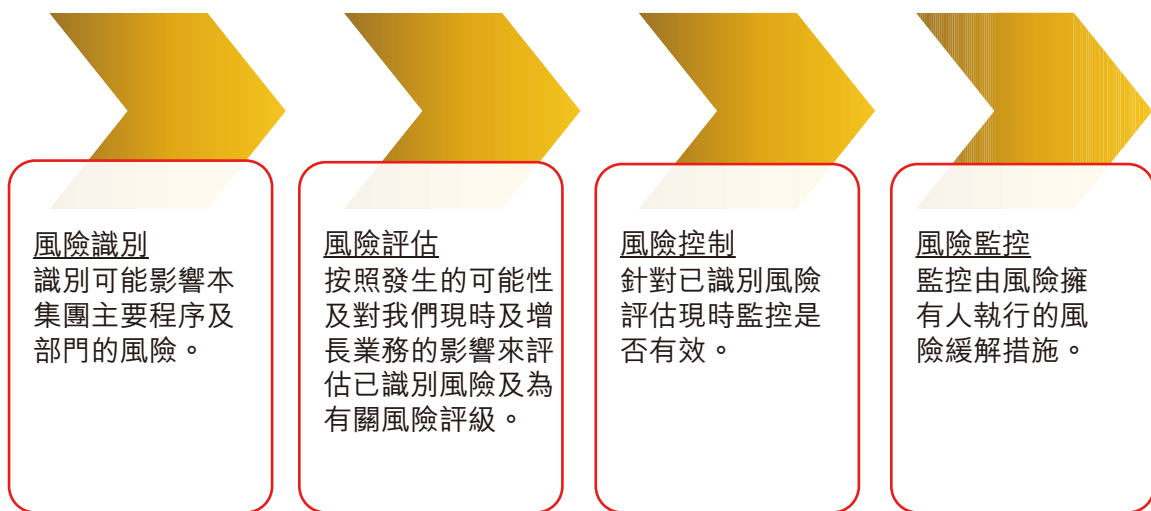 風險識別
識別可能影響本
集團主要程序及
部門的風險。
風險評估
按照發生的可能性
及對我們現時及增
長業務的影響來評
估已識別風險及為
有關風險評級。
風險控制
針對已識別風險
評估現時監控是
否有效。
風險監控
監控由風險擁
有人執行的風
險緩解措施。